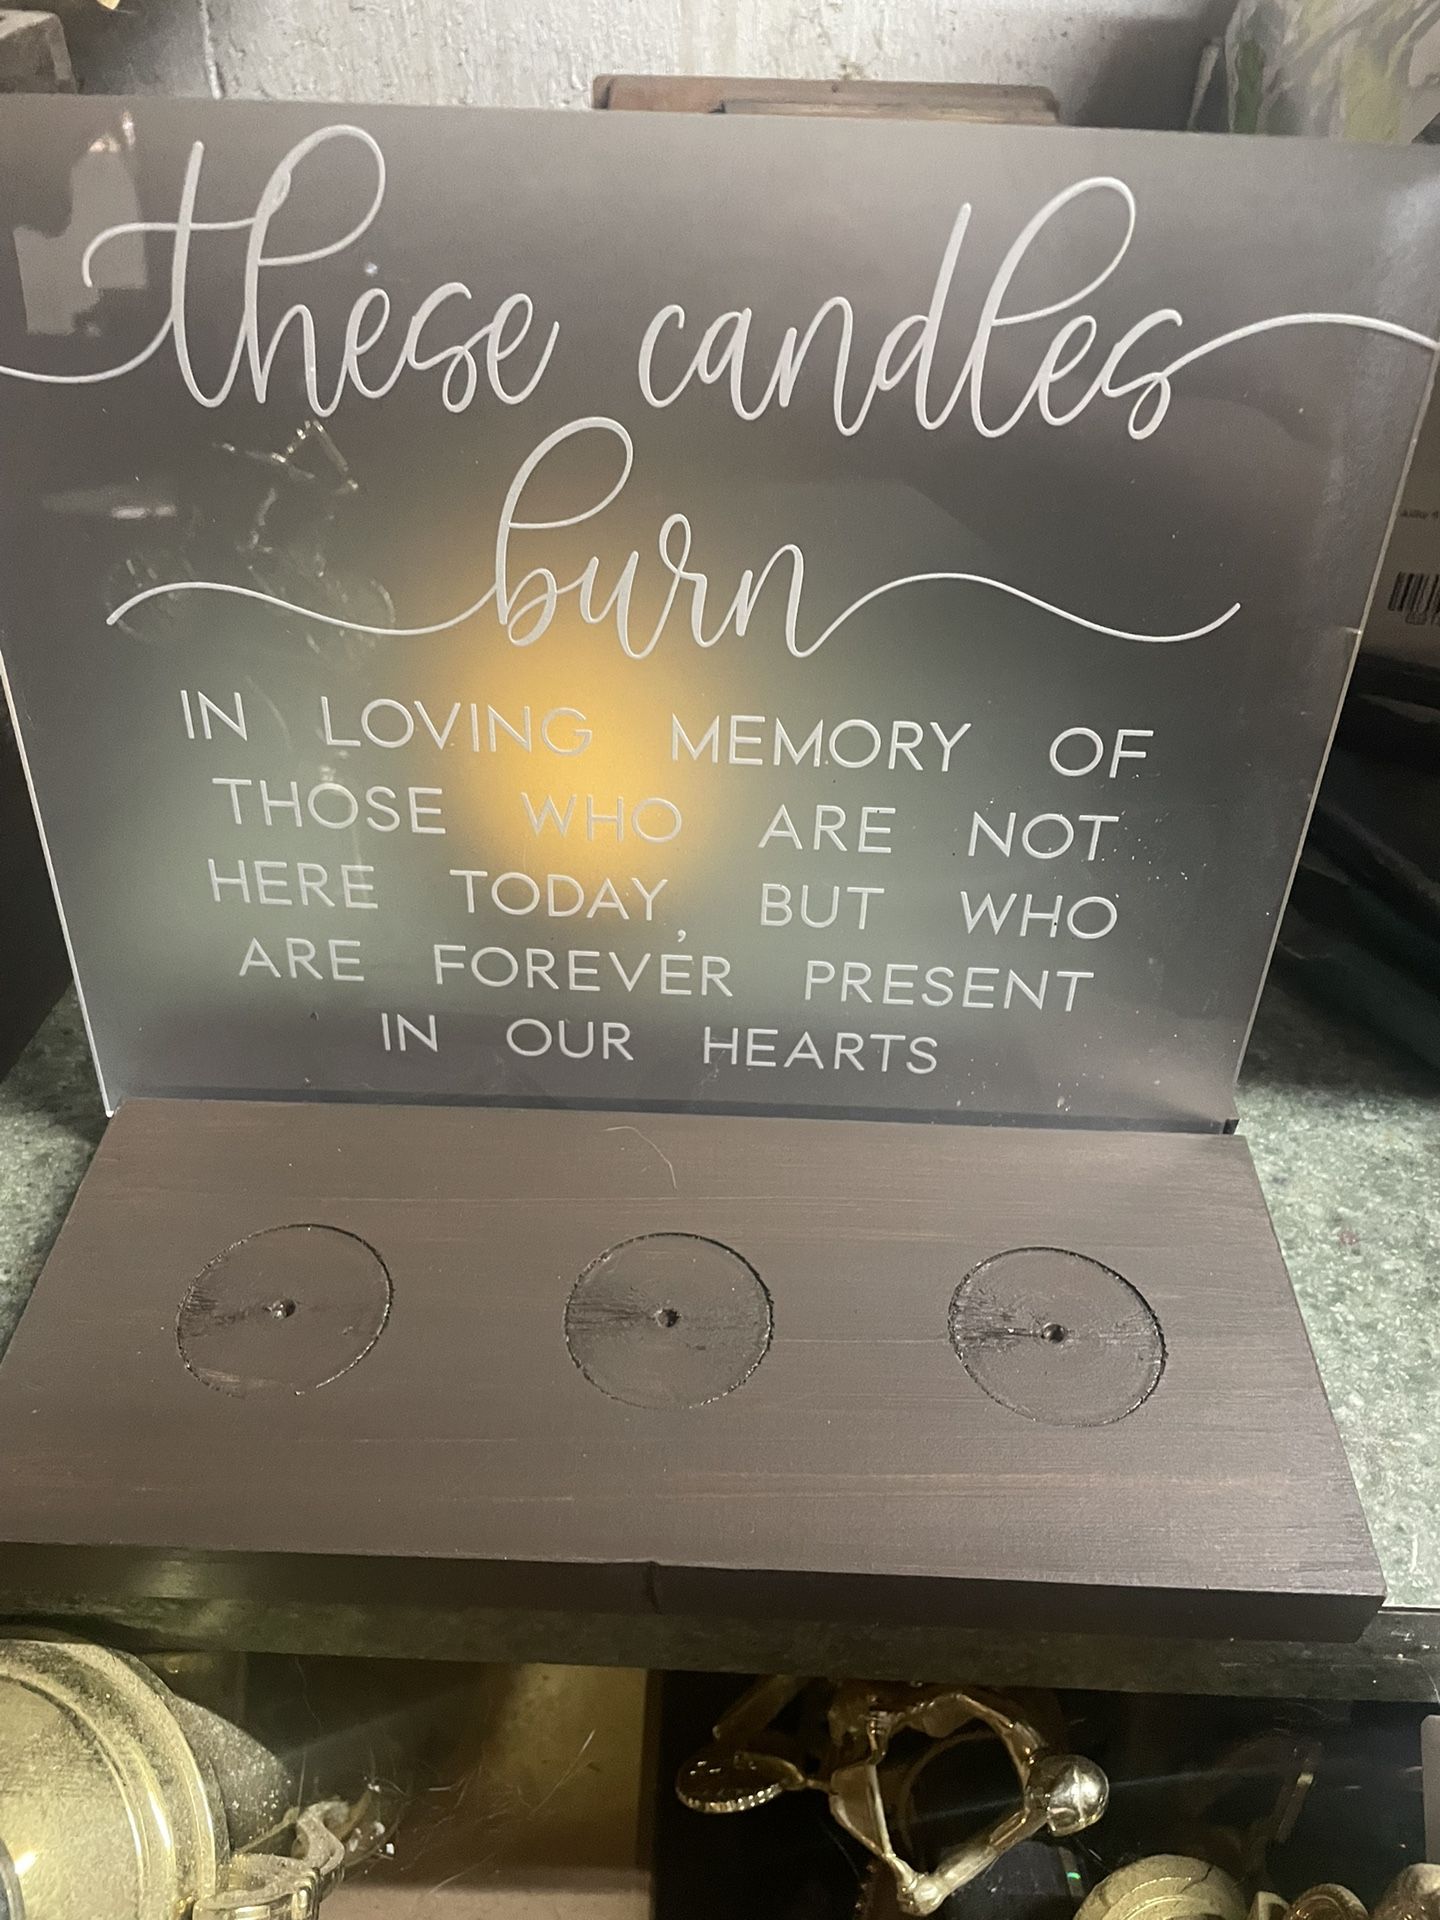 these candles
burn
IN LOVING MEMORY OF
THOSE WHO ARE NOT
HERE TODAY, BUT WHO
ARE FOREVER PRESENT
IN OUR HEARTS